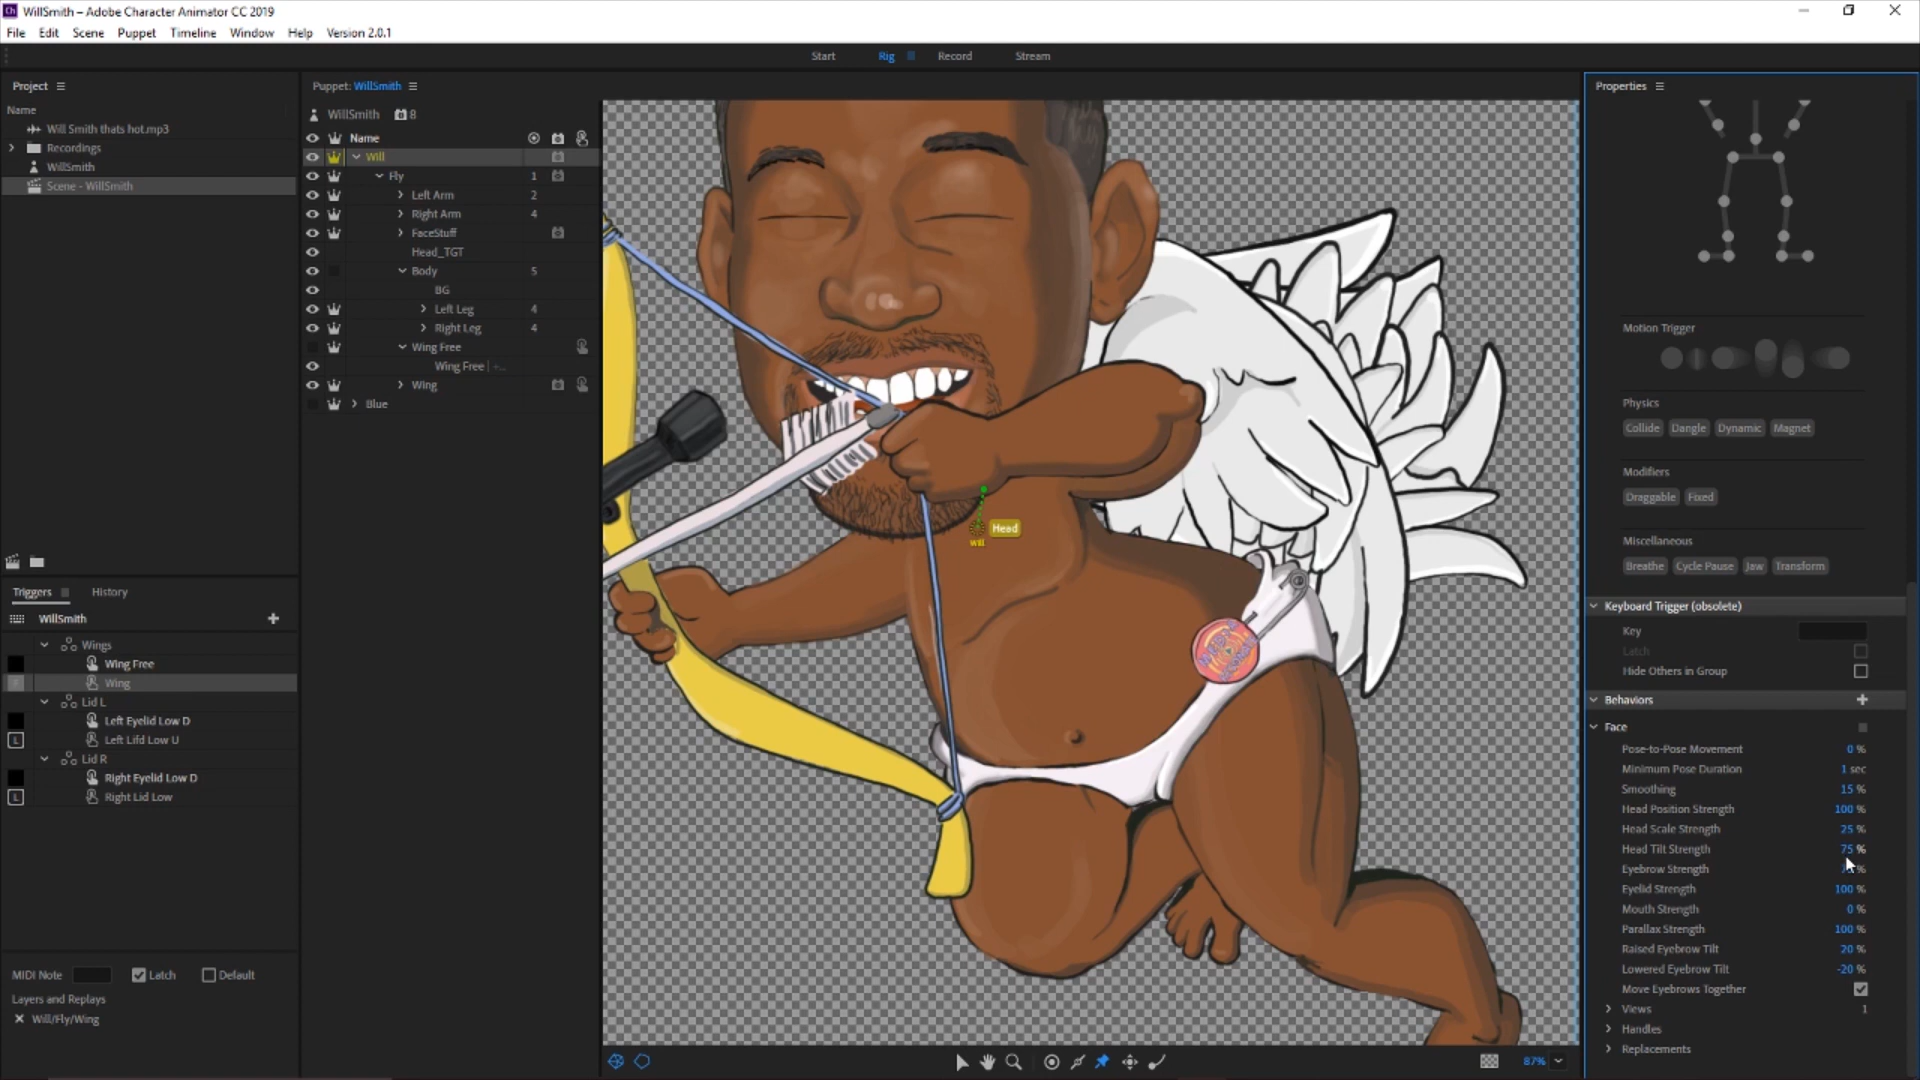 WillSmith – Adobe Character Animator CC 2019
File Edit Scene Puppet Timeline Window Help Version 2.0.1
Start Rig Record Stream
Project
Name
Will Smith thats hot.mp3
Recordings
WillSmith
Scene - WillSmith
Triggers History
WillSmith
Wings
Wing Free
Wing
Lid L
Left Eyelid Low D
L Left Lifd Low U
Lid R
Right Eyelid Low D
L Right Lid Low
MIDI Note Latch Default
Layers and Replays
Will/Fly/Wing
Puppet: WillSmith
WillSmith 8
Name
Will
Fly 1
Left Arm 2
Right Arm 4
FaceStuff
Head_TGT
Body 5
BG
Left Leg 4
Right Leg 4
Wing Free
Wing Free | +...
Wing
Blue
Head
Will
87%
Properties
Motion Trigger
Physics
Collide Dangle Dynamic Magnet
Modifiers
Draggable Fixed
Miscellaneous
Breathe Cycle Pause Jaw Transform
Keyboard Trigger (obsolete)
Key
Latch
Hide Others in Group
Behaviors
Face
Pose-to-Pose Movement 0 %
Minimum Pose Duration 1 sec
Smoothing 15 %
Head Position Strength 100 %
Head Scale Strength 25 %
Head Tilt Strength 75 %
Eyebrow Strength %
Eyelid Strength 100 %
Mouth Strength 0 %
Parallax Strength 100 %
Raised Eyebrow Tilt 20 %
Lowered Eyebrow Tilt -20 %
Move Eyebrows Together
Views 1
Handles
Replacements